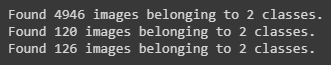 Found 4946 images belonging to 2 classes.
Found 120 images belonging to 2 classes.
Found 126 images belonging to 2 classes.